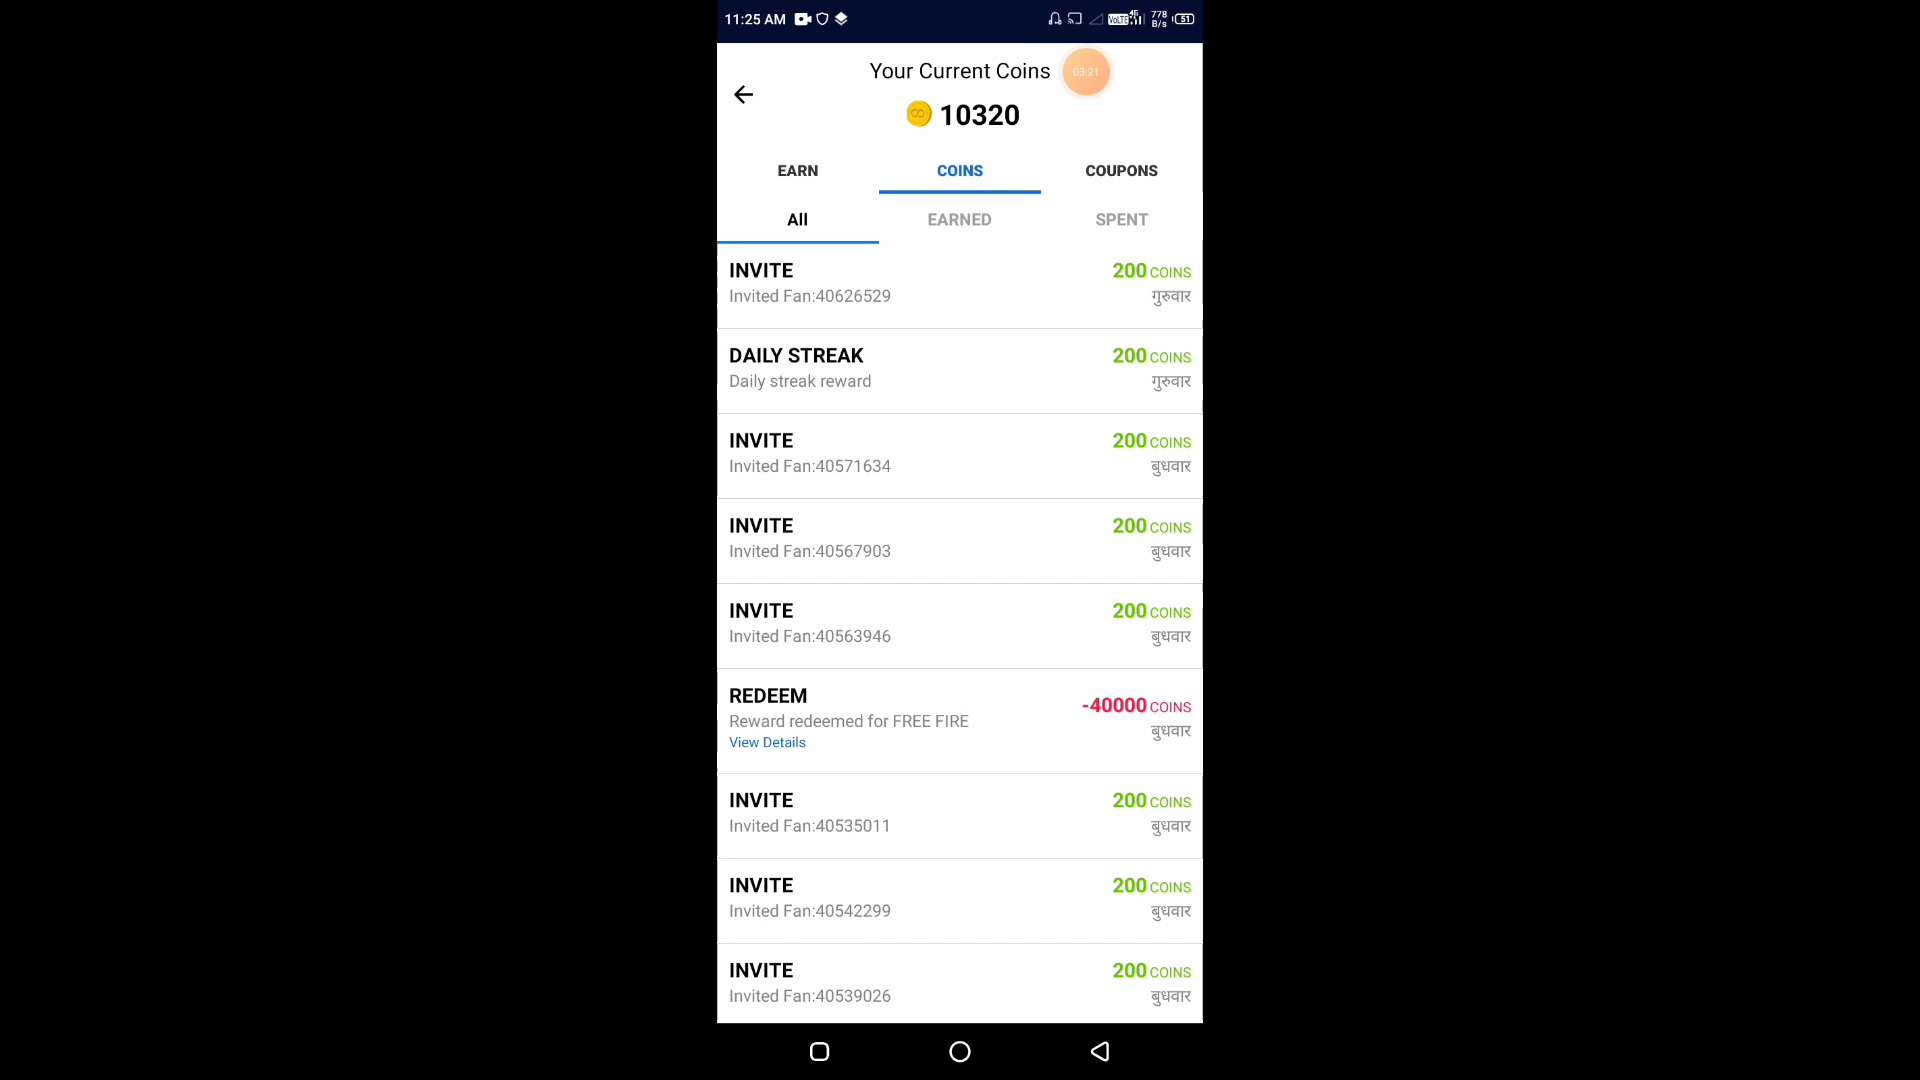 11:25 AM
VoLTE 4G 778 B/s 51
Your Current Coins
03:21
10320
EARN COINS COUPONS
All EARNED SPENT
INVITE 200 COINS
Invited Fan:40626529 गुरुवार
DAILY STREAK 200 COINS
Daily streak reward गुरुवार
INVITE 200 COINS
Invited Fan:40571634 बुधवार
INVITE 200 COINS
Invited Fan:40567903 बुधवार
INVITE 200 COINS
Invited Fan:40563946 बुधवार
REDEEM -40000 COINS
Reward redeemed for FREE FIRE बुधवार
View Details
INVITE 200 COINS
Invited Fan:40535011 बुधवार
INVITE 200 COINS
Invited Fan:40542299 बुधवार
INVITE 200 COINS
Invited Fan:40539026 बुधवार